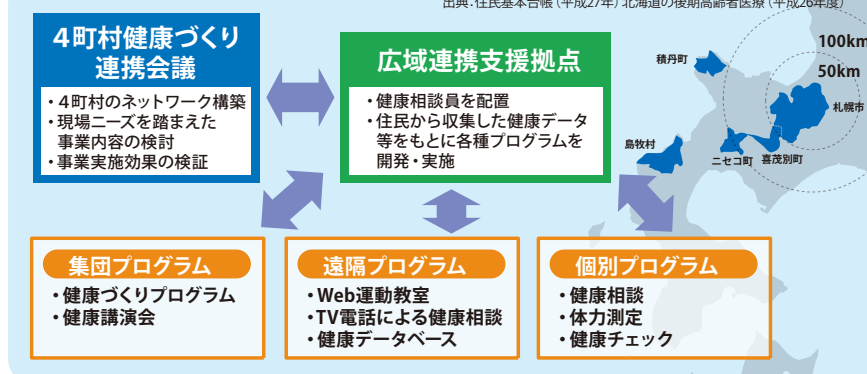 出典：住民基本台帳（平成27年）北海道の後期高齢者医療（平成26年度）
4町村健康づくり
連携会議
・4町村のネットワーク構築
・現場ニーズを踏まえた
事業内容の検討
・事業実施効果の検証
広域連携支援拠点
・健康相談員を配置
・住民から収集した健康データ
等をもとに各種プログラムを
開発・実施
100km
50km
積丹町
札幌市
島牧村
ニセコ町
喜茂別町
集団プログラム
・健康づくりプログラム
・健康講演会
遠隔プログラム
・Web運動教室
・TV電話による健康相談
・健康データベース
個別プログラム
・健康相談
・体力測定
・健康チェック